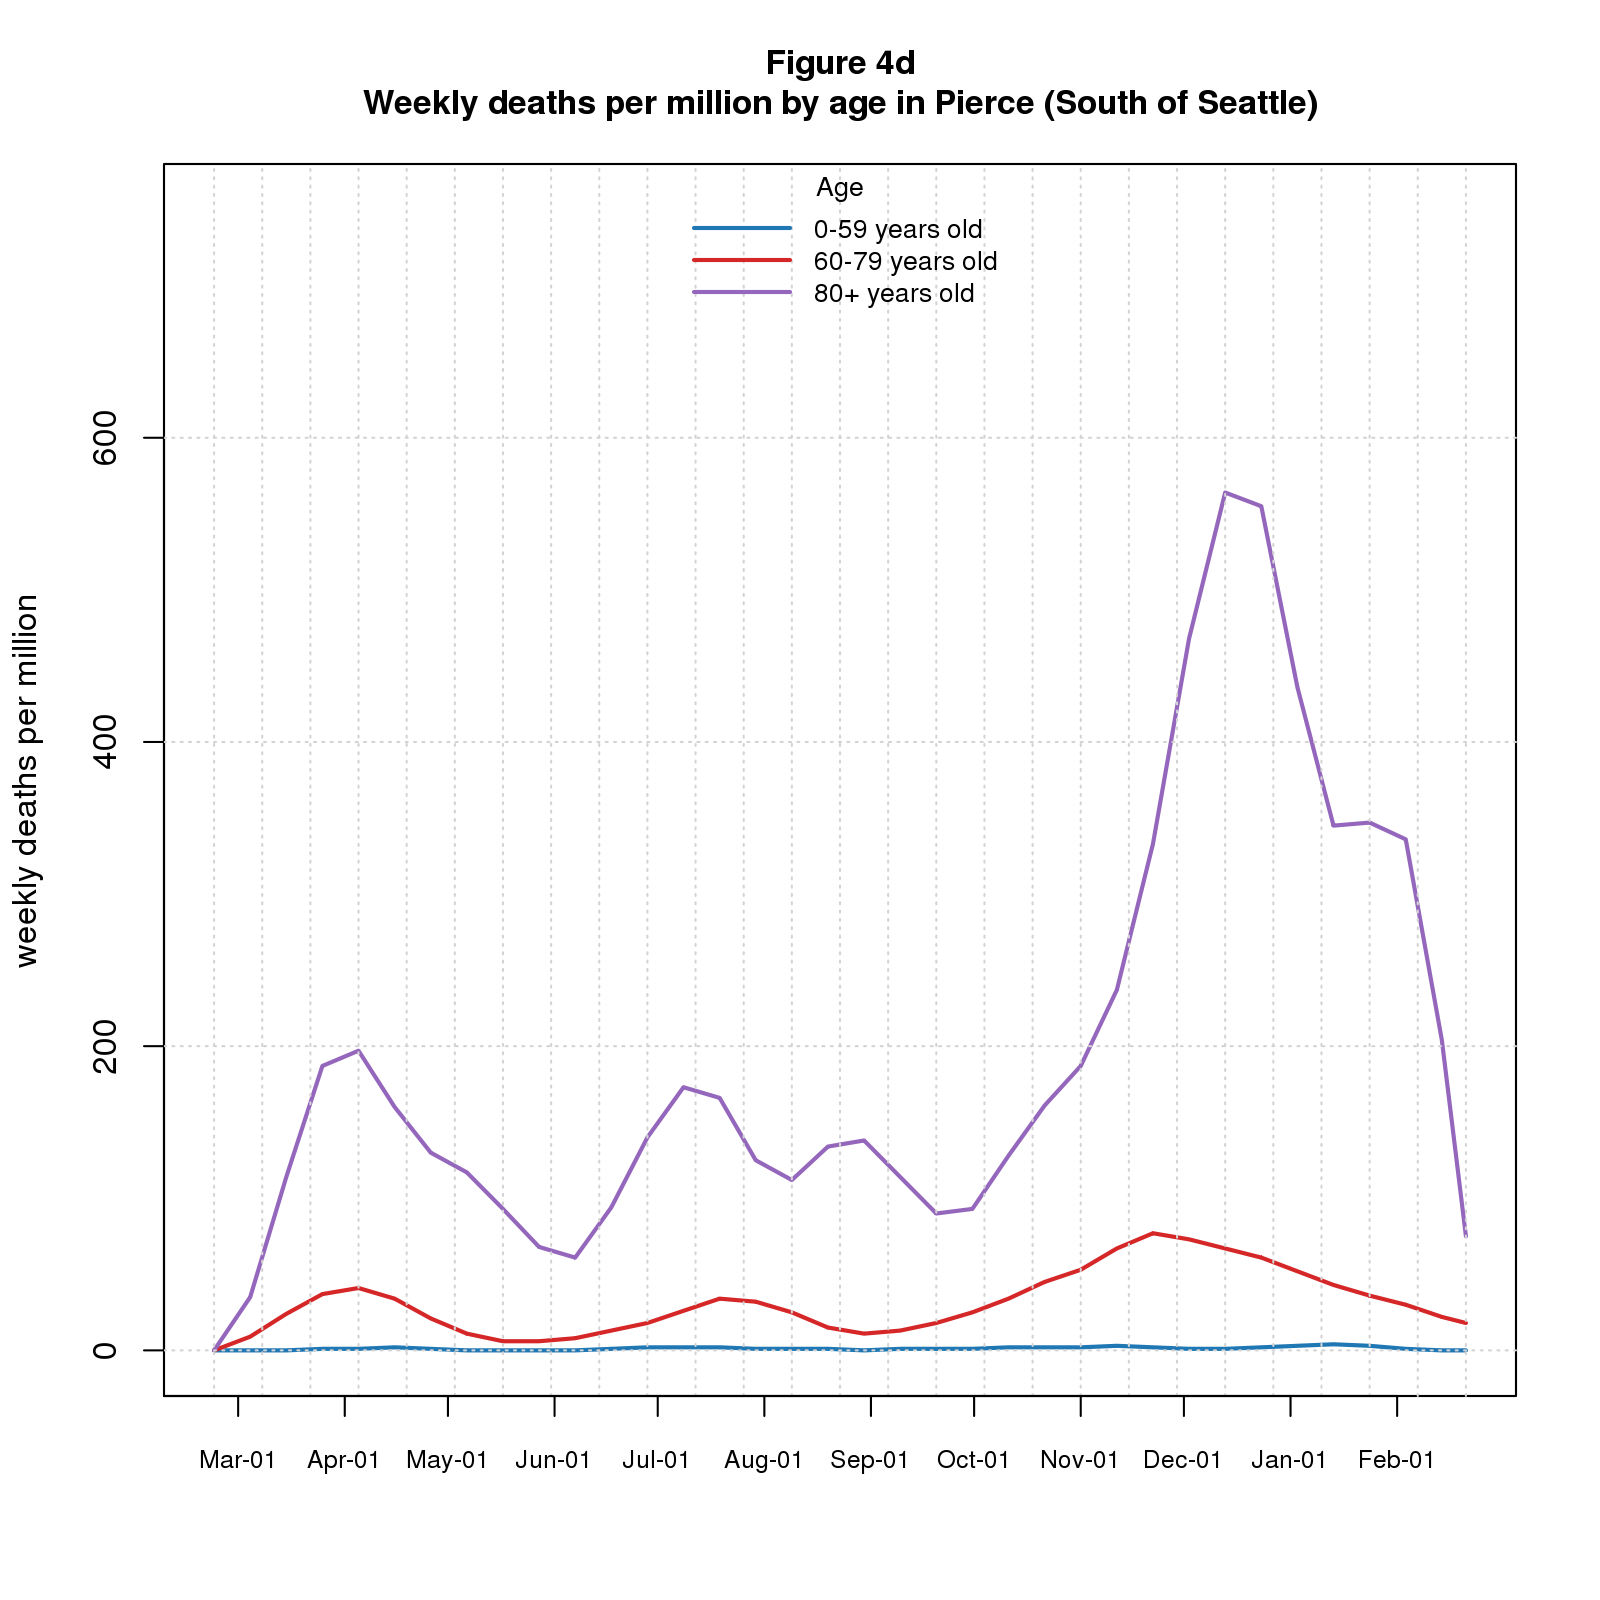 Figure 4d
Weekly deaths per million by age in Pierce (South of Seattle)
Age
0-59 years old
60-79 years old
80+ years old
weekly deaths per million
600
400
200
0
Mar-01 Apr-01 May-01 Jun-01 Jul-01 Aug-01 Sep-01 Oct-01 Nov-01 Dec-01 Jan-01 Feb-01